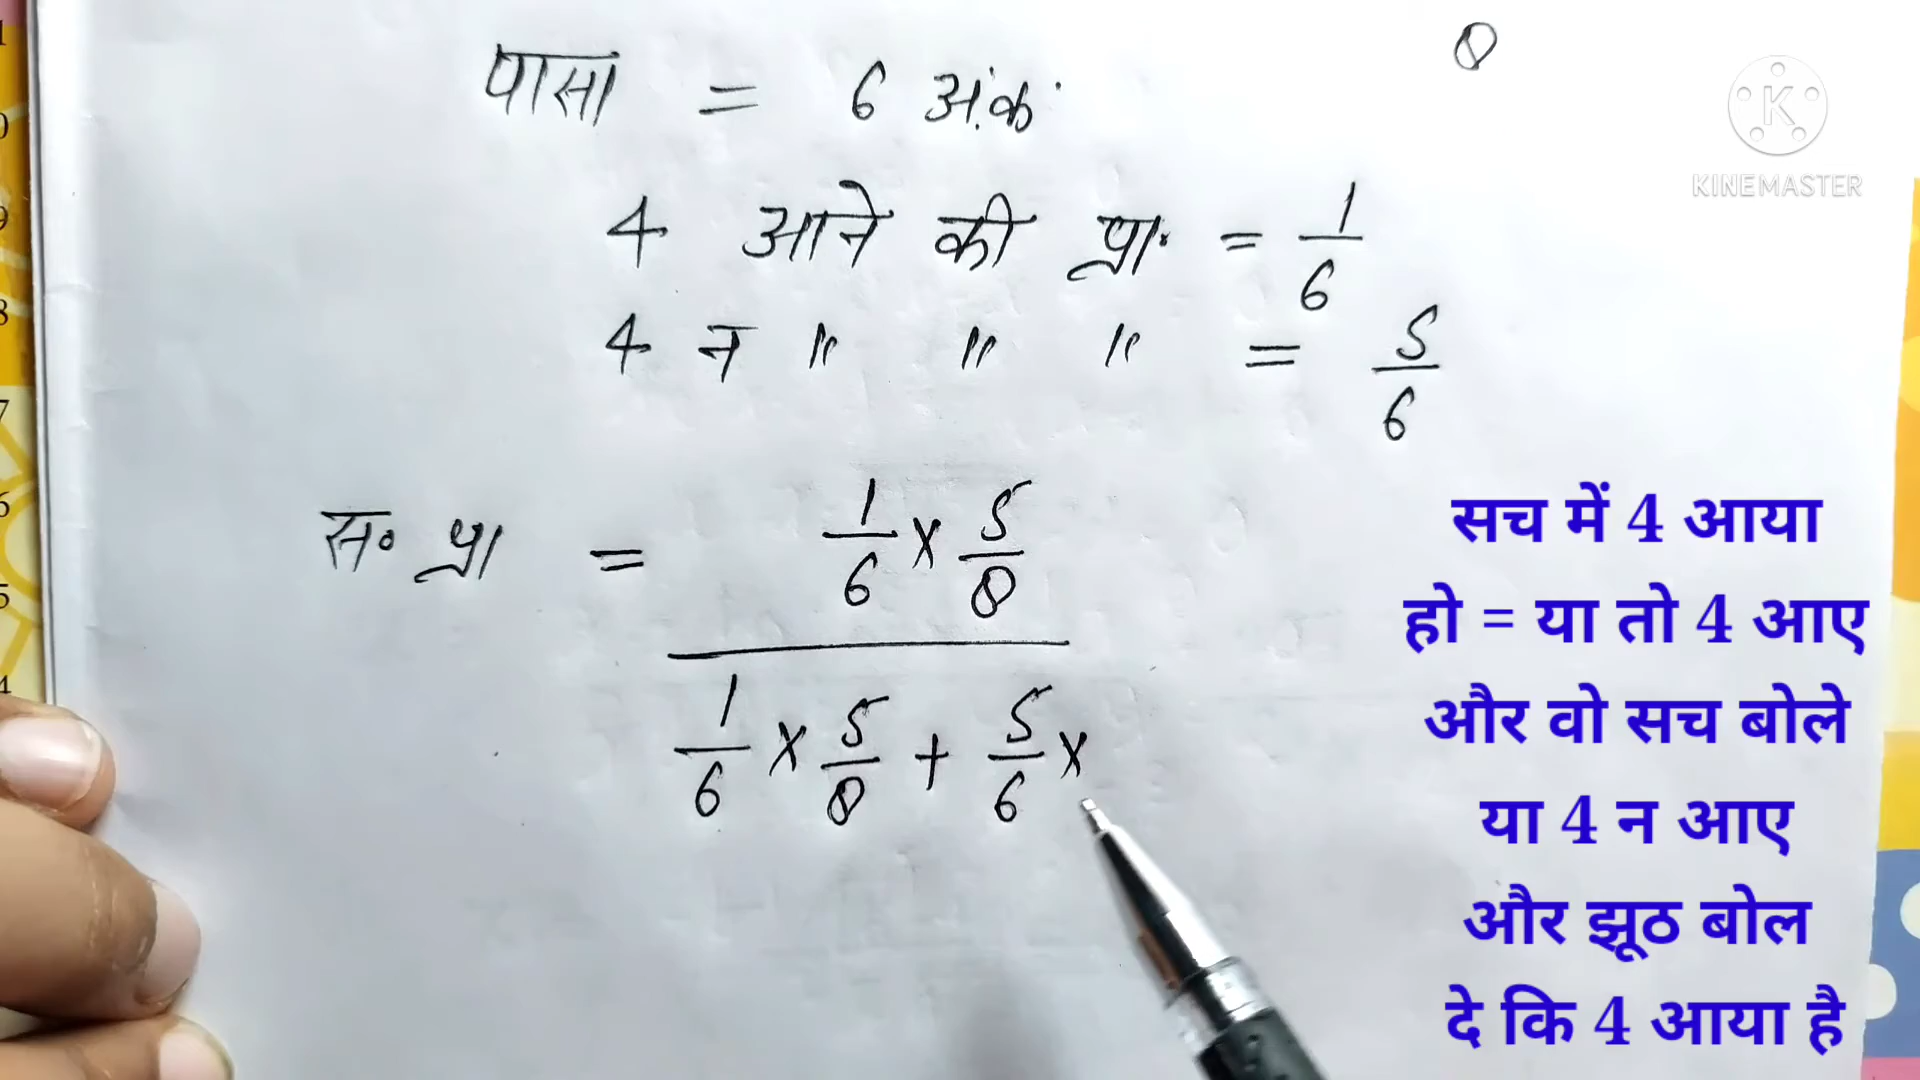 8
पासा = 6 अंक
KINEMASTER
4 आने की प्रा. = 1/6
4 न " " " = 5/6
स० प्रा = 1/6 × 5/8
1/6 × 5/8 + 5/6 ×
सच में 4 आया
हो = या तो 4 आए
और वो सच बोले
या 4 न आए
और झूठ बोल
दे कि 4 आया है